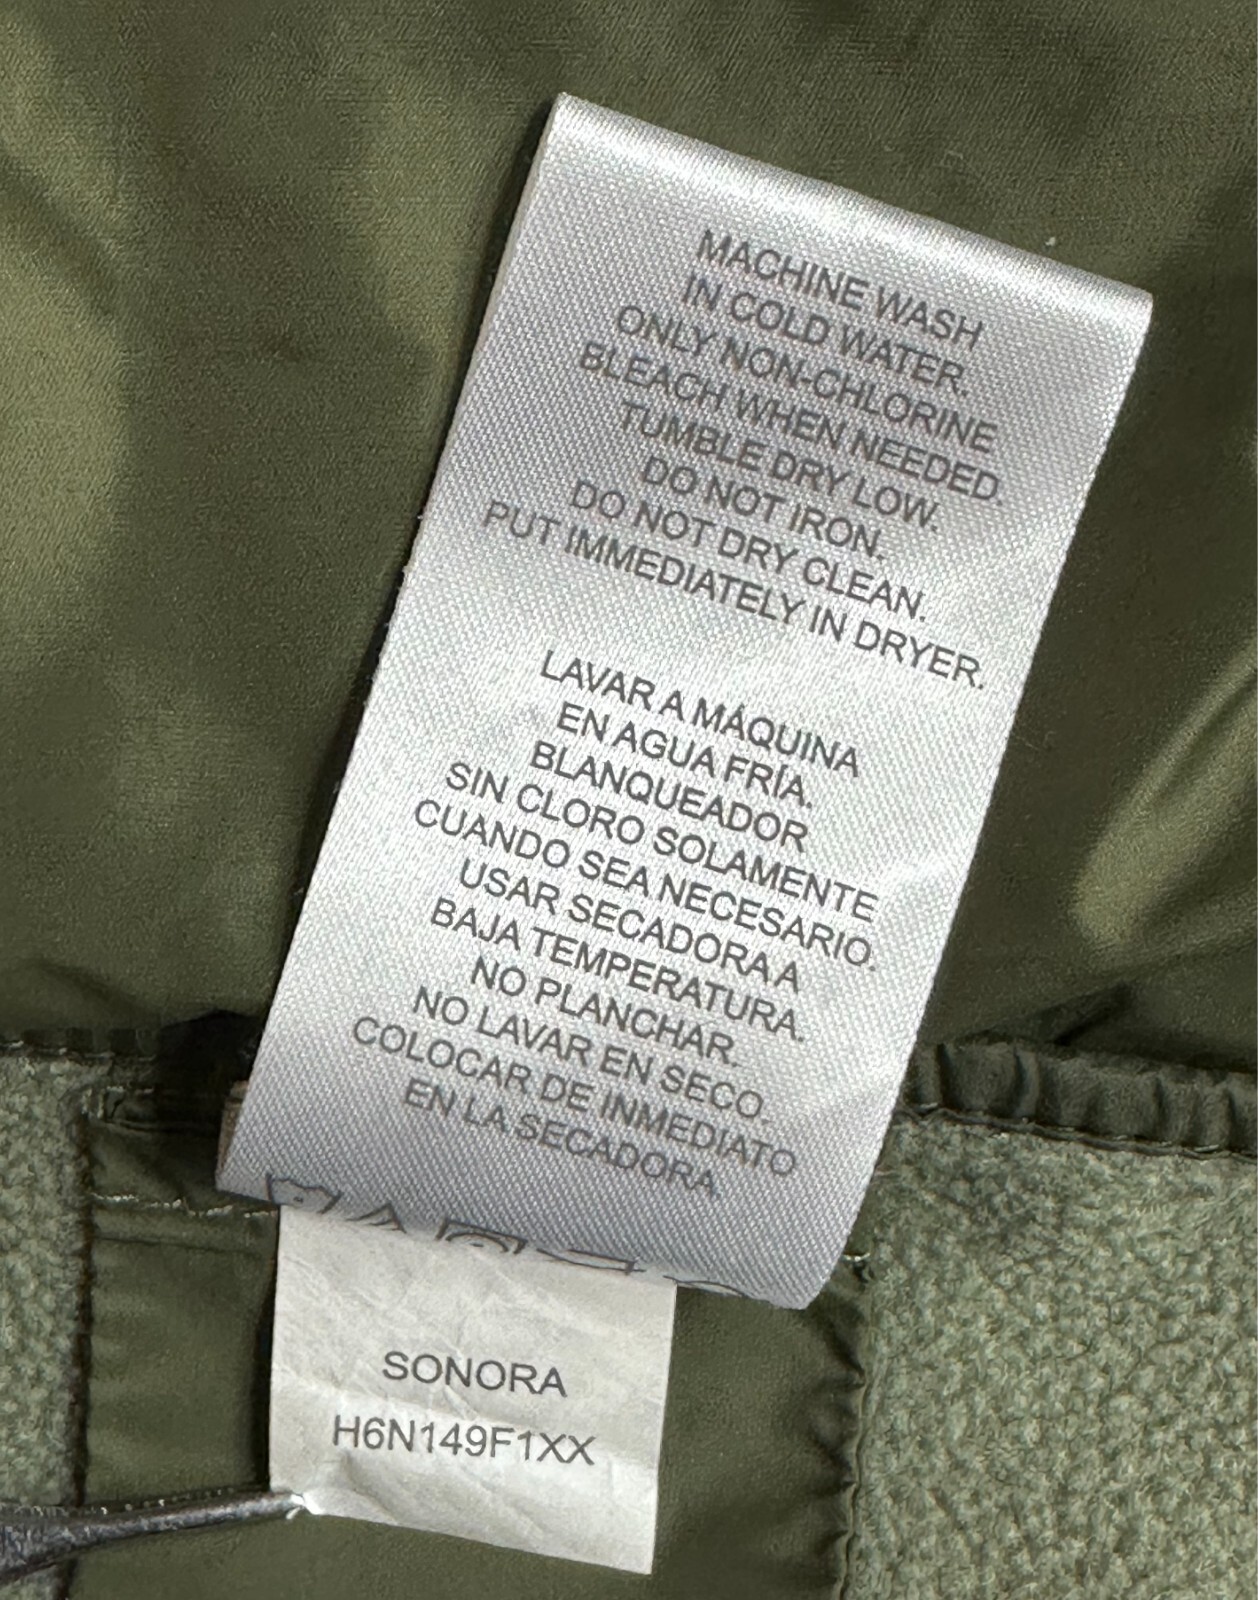 MACHINE WASH
IN COLD WATER.
ONLY NON-CHLORINE
BLEACH WHEN NEEDED.
TUMBLE DRY LOW.
DO NOT IRON.
DO NOT DRY CLEAN.
PUT IMMEDIATELY IN DRYER.
LAVAR A MÁQUINA
EN AGUA FRÍA.
BLANQUEADOR
SIN CLORO SOLAMENTE
CUANDO SEA NECESARIO.
USAR SECADORA A
BAJA TEMPERATURA.
NO PLANCHAR.
NO LAVAR EN SECO.
COLOCAR DE INMEDIATO
EN LA SECADORA.
SONORA
H6N149F1XX